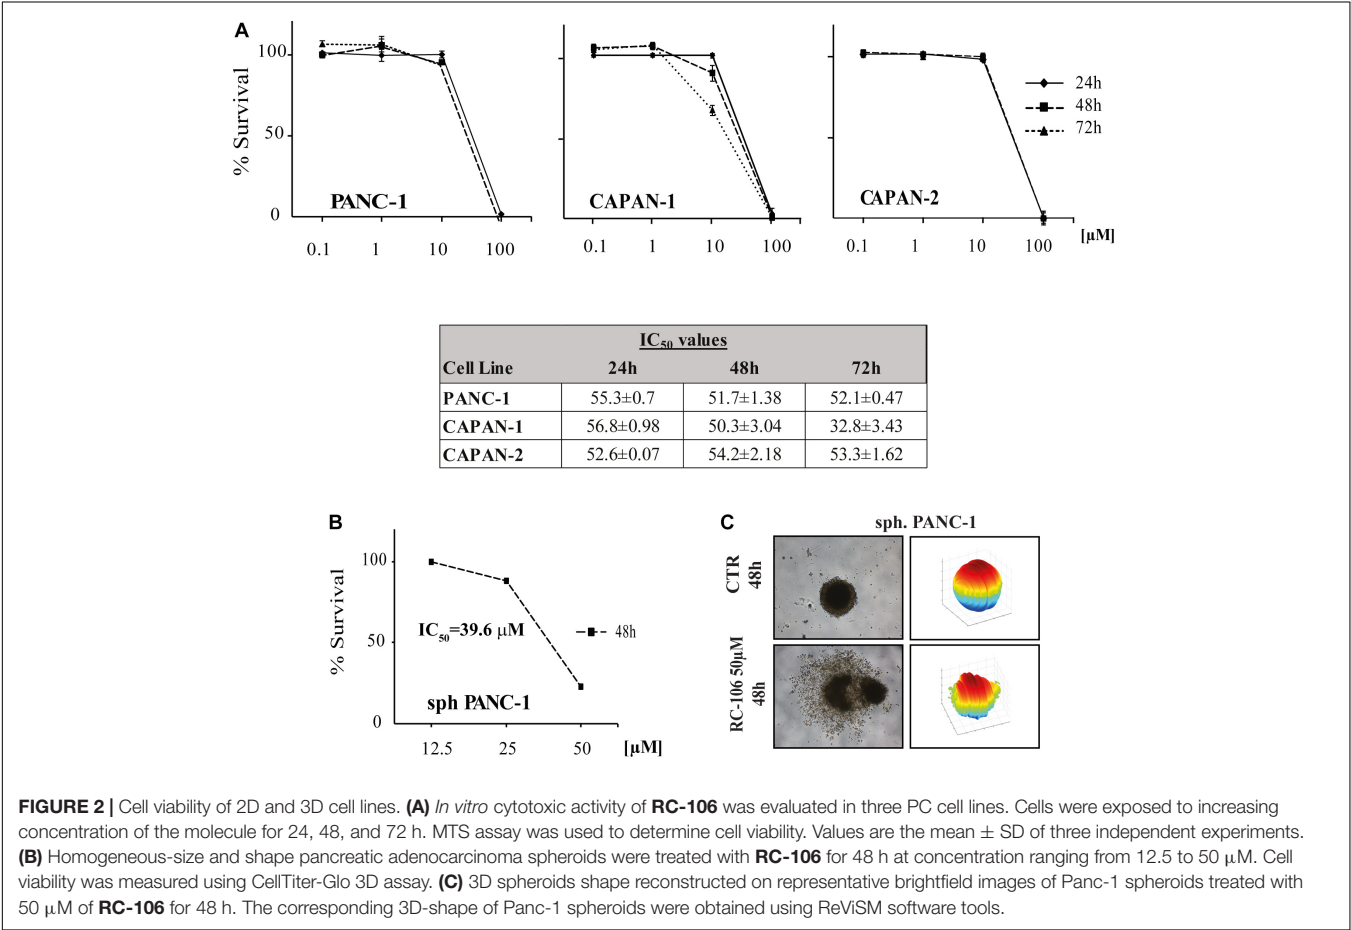 A
% Survival
100
50
0
PANC-1
CAPAN-1
CAPAN-2
24h
48h
72h
0.1 1 10 100
0.1 1 10 100
0.1 1 10 100
[µM]
IC50 values
Cell Line 24h 48h 72h
PANC-1 55.3±0.7 51.7±1.38 52.1±0.47
CAPAN-1 56.8±0.98 50.3±3.04 32.8±3.43
CAPAN-2 52.6±0.07 54.2±2.18 53.3±1.62
B
% Survival
100
50
0
IC50=39.6 µM
48h
sph PANC-1
12.5 25 50 [µM]
C
sph. PANC-1
CTR
48h
RC-106 50µM
48h
FIGURE 2 | Cell viability of 2D and 3D cell lines. (A) In vitro cytotoxic activity of RC-106 was evaluated in three PC cell lines. Cells were exposed to increasing
concentration of the molecule for 24, 48, and 72 h. MTS assay was used to determine cell viability. Values are the mean ± SD of three independent experiments.
(B) Homogeneous-size and shape pancreatic adenocarcinoma spheroids were treated with RC-106 for 48 h at concentration ranging from 12.5 to 50 µM. Cell
viability was measured using CellTiter-Glo 3D assay. (C) 3D spheroids shape reconstructed on representative brightfield images of Panc-1 spheroids treated with
50 µM of RC-106 for 48 h. The corresponding 3D-shape of Panc-1 spheroids were obtained using ReViSM software tools.